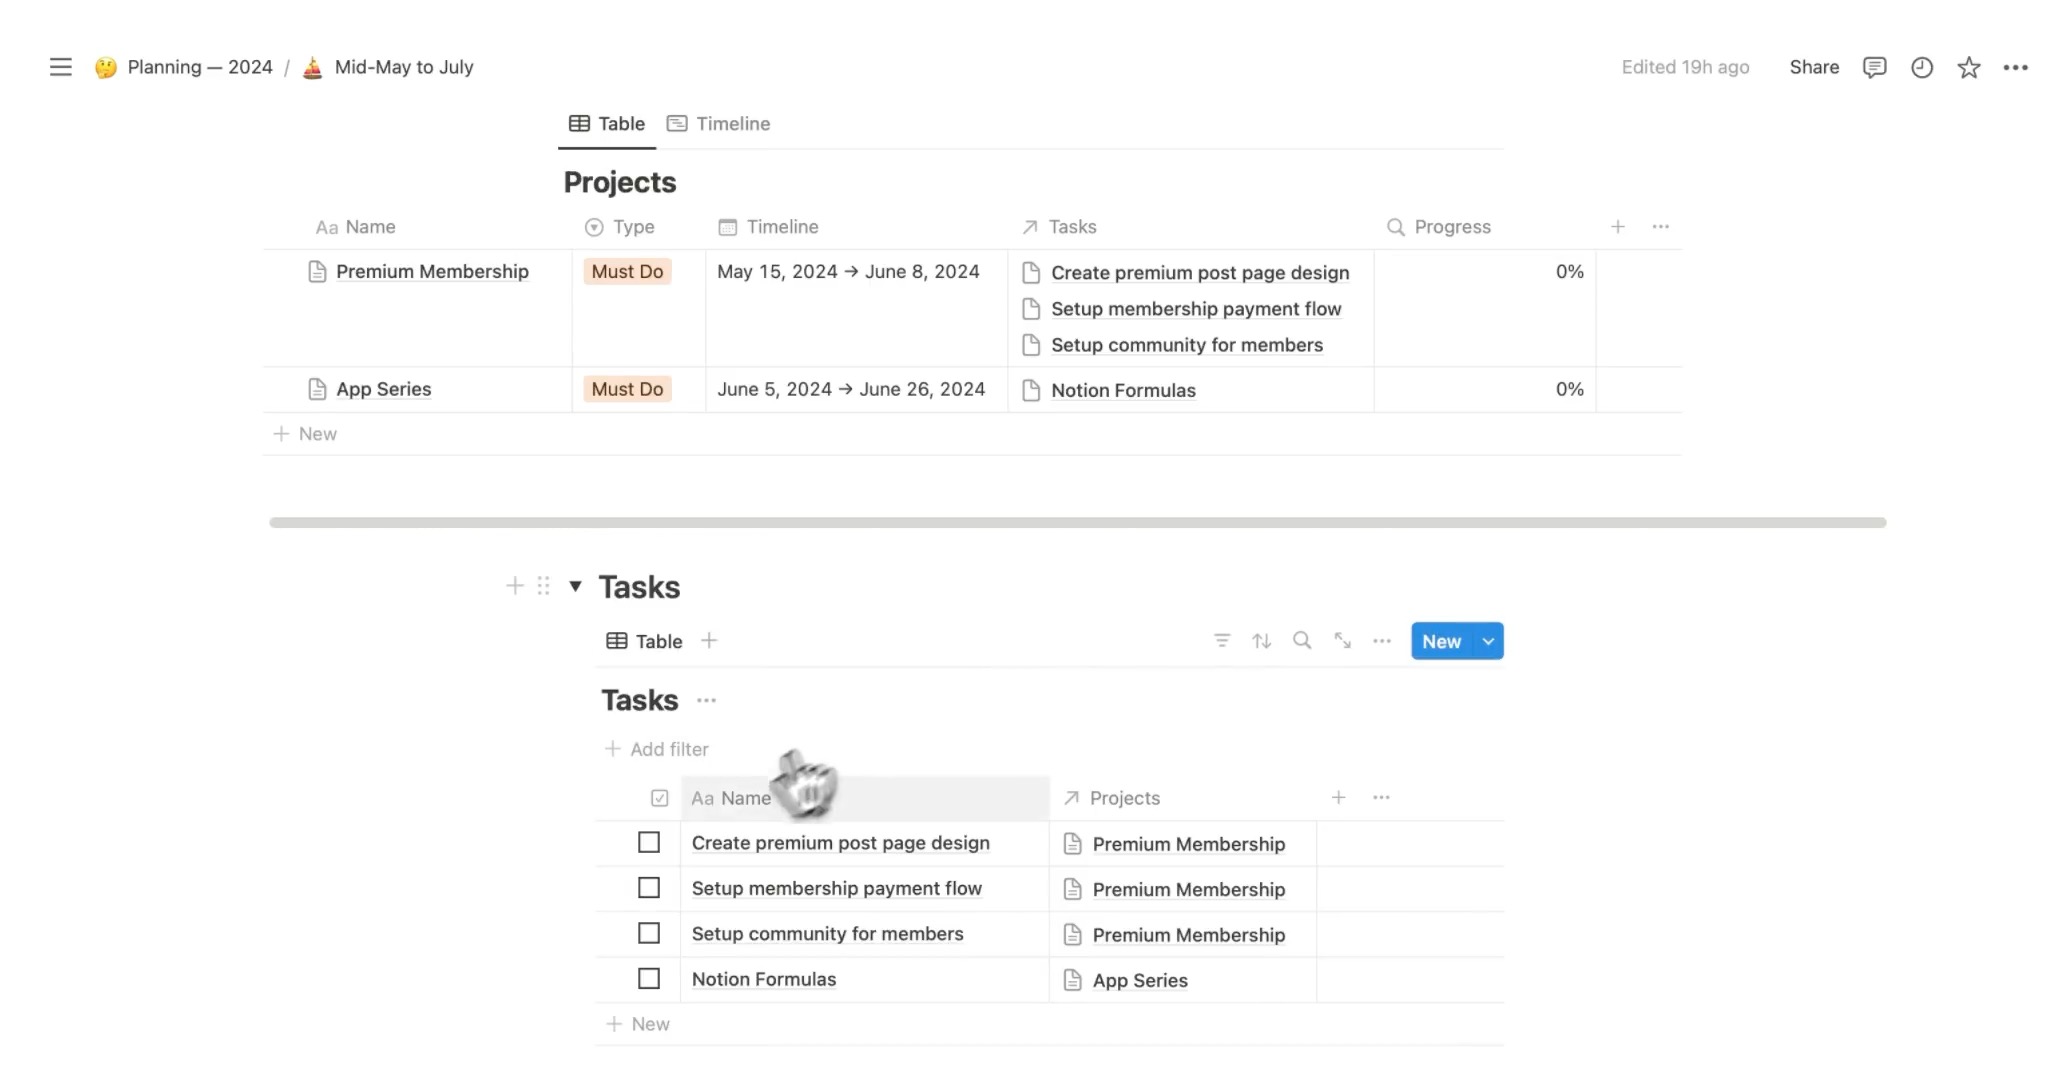 Planning — 2024 / Mid-May to July
Edited 19h ago Share
Table Timeline
Projects
Aa Name Type Timeline Tasks Progress
Premium Membership Must Do May 15, 2024 → June 8, 2024 Create premium post page design 0%
Setup membership payment flow
Setup community for members
App Series Must Do June 5, 2024 → June 26, 2024 Notion Formulas 0%
+ New
Tasks
Table +
New
Tasks ...
+ Add filter
Aa Name Projects + ...
Create premium post page design Premium Membership
Setup membership payment flow Premium Membership
Setup community for members Premium Membership
Notion Formulas App Series
+ New